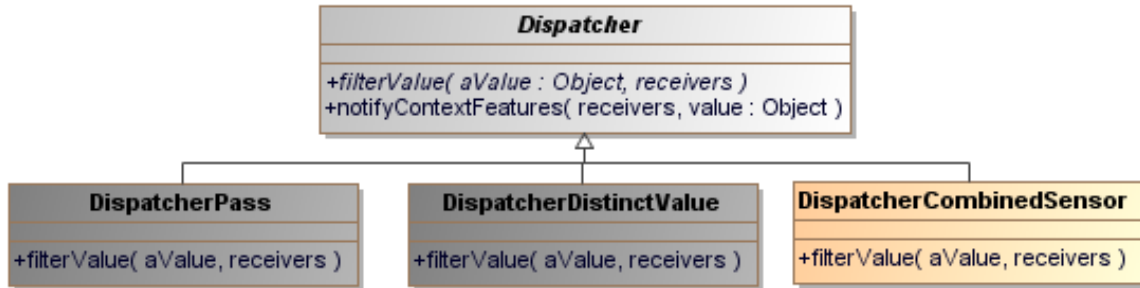 Dispatcher
+filterValue( aValue : Object, receivers )
+notifyContextFeatures( receivers, value : Object )
DispatcherPass
+filterValue( aValue, receivers )
DispatcherDistinctValue
+filterValue( aValue, receivers )
DispatcherCombinedSensor
+filterValue( aValue, receivers )